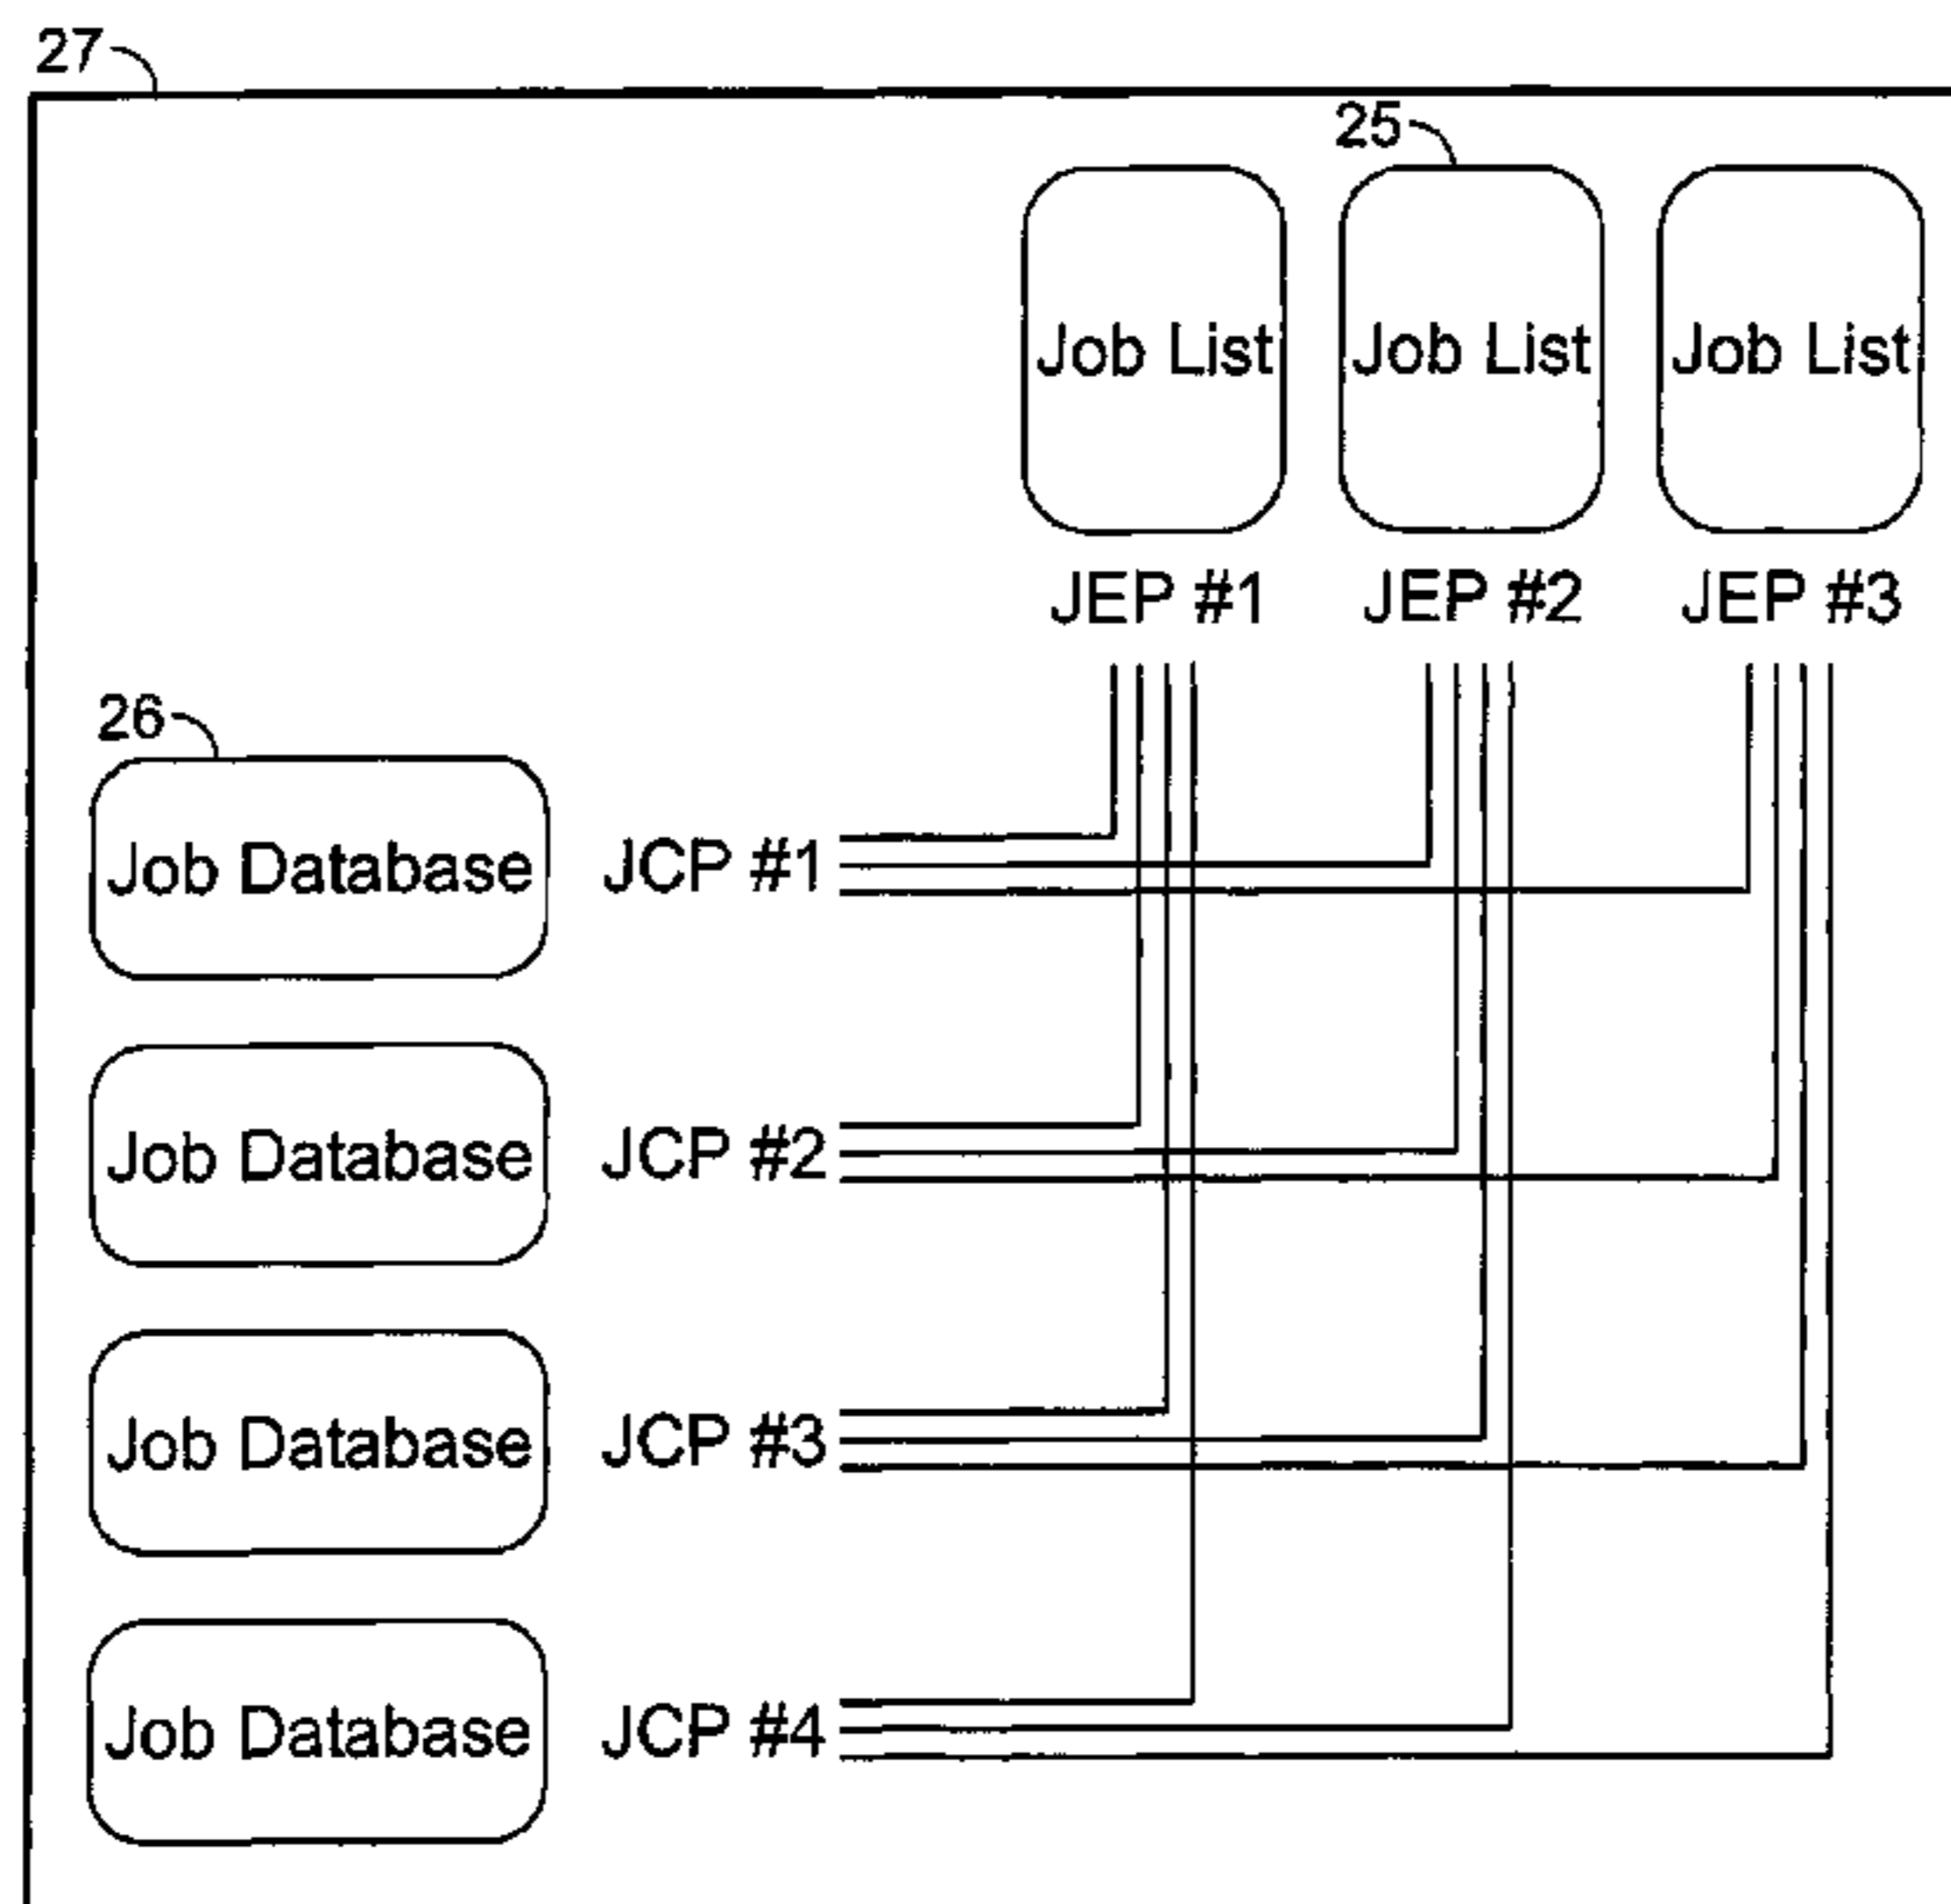 27
25
Job List Job List Job List
JEP #1 JEP #2 JEP #3
26
Job Database JCP #1
Job Database JCP #2
Job Database JCP #3
Job Database JCP #4